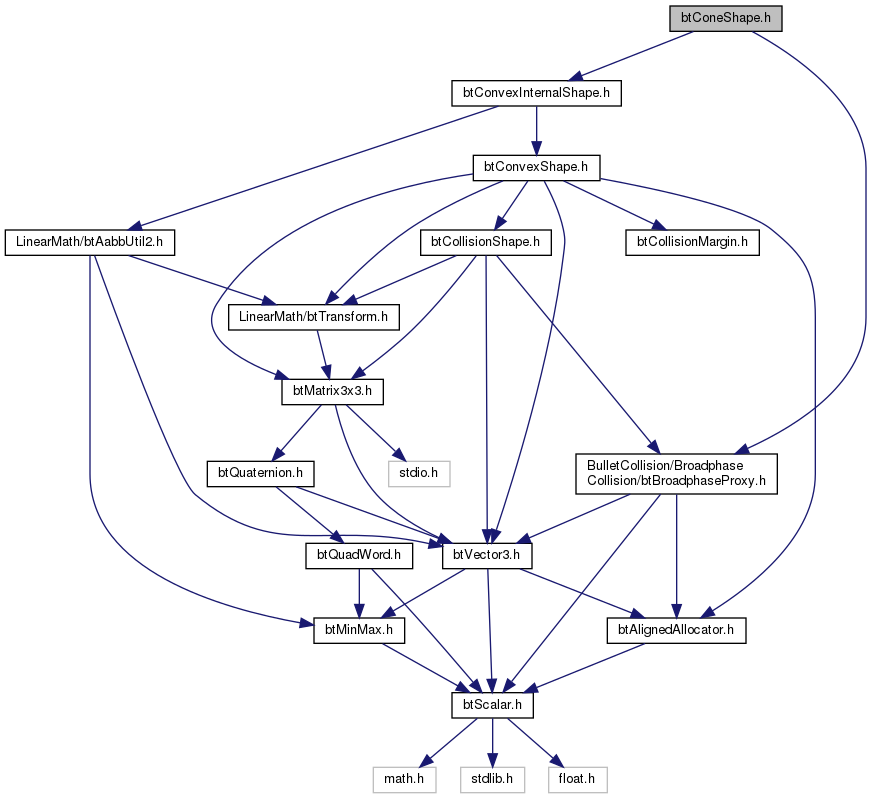 btConeShape.h
btConvexInternalShape.h
btConvexShape.h
LinearMath/btAabbUtil2.h
btCollisionShape.h
btCollisionMargin.h
LinearMath/btTransform.h
btMatrix3x3.h
btQuaternion.h
stdio.h
BulletCollision/Broadphase
Collision/btBroadphaseProxy.h
btQuadWord.h
btVector3.h
btMinMax.h
btAlignedAllocator.h
btScalar.h
math.h
stdlib.h
float.h